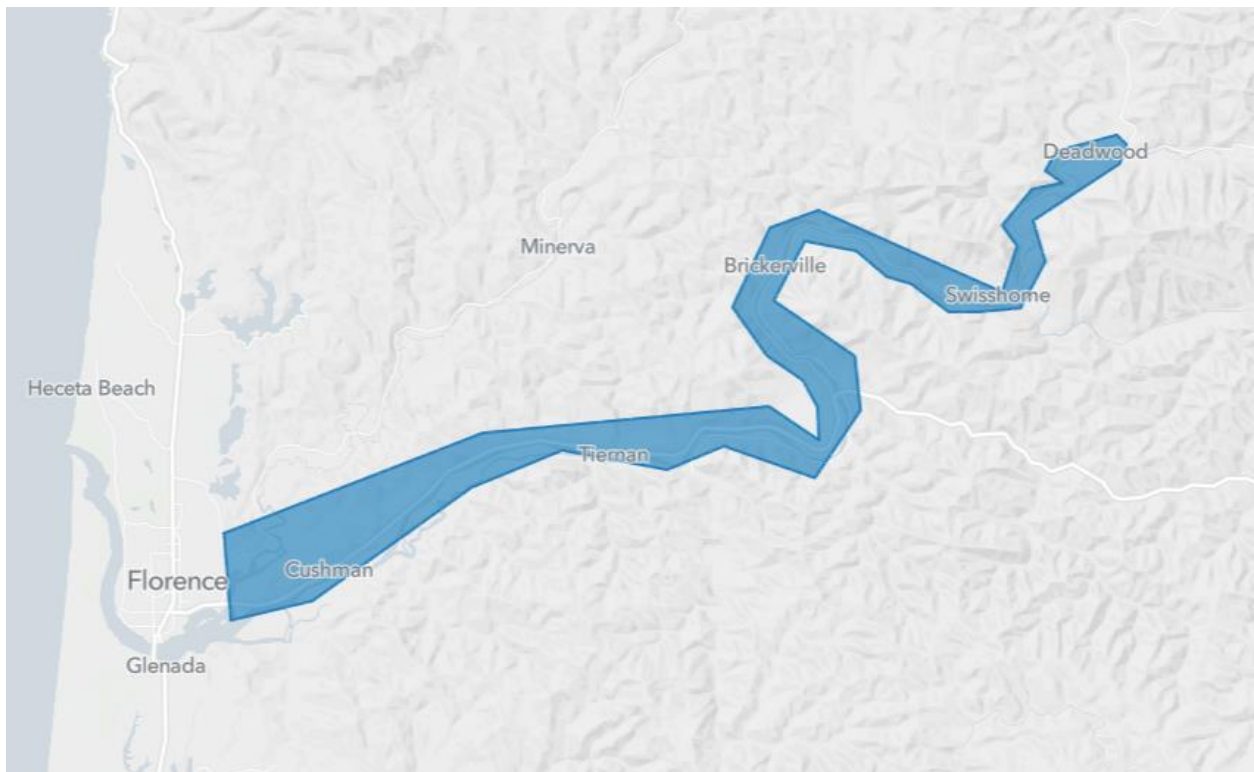 Deadwood
Minerva
Brickerville
Swisshome
Heceta Beach
Tiernan
Cushman
Florence
Glenada